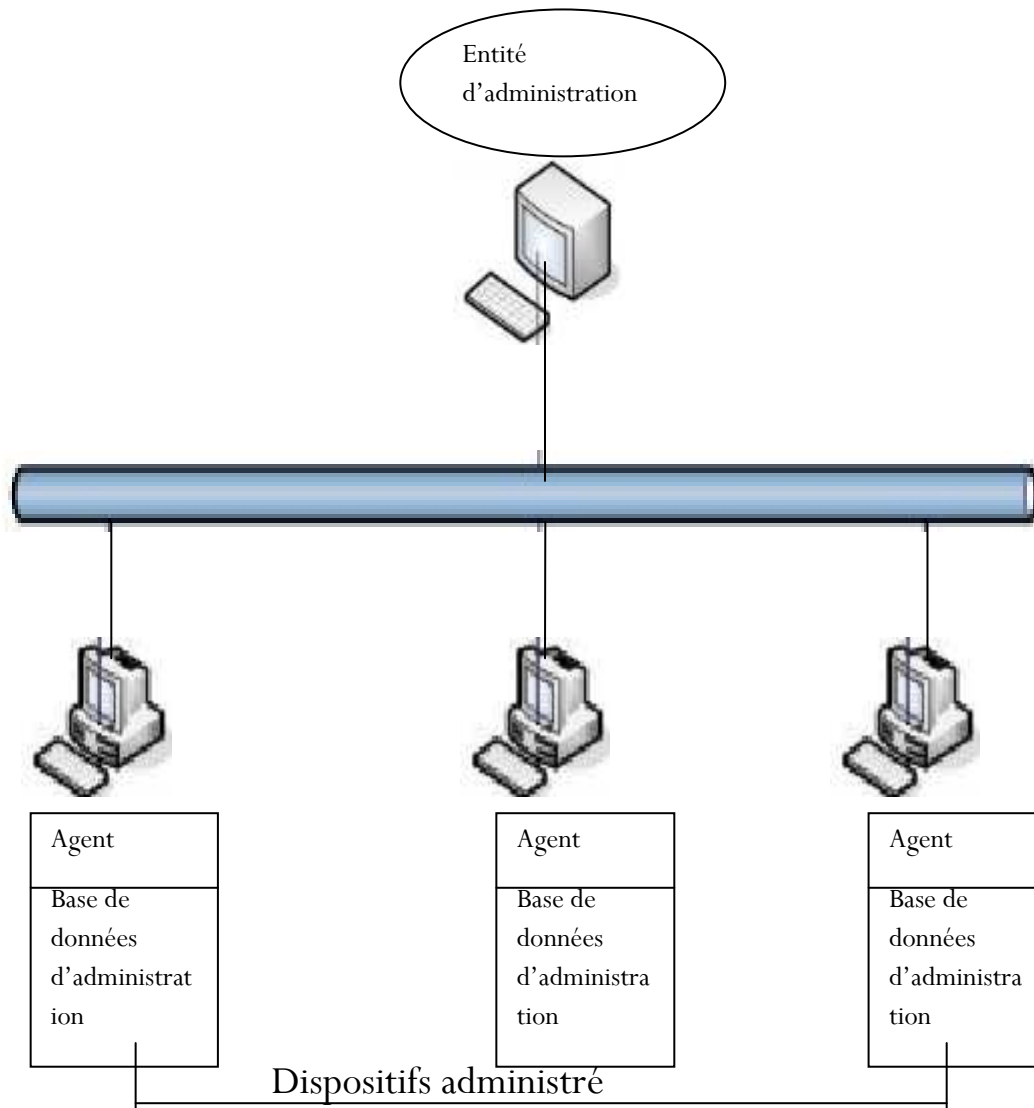 Entité
d’administration
Agent
Base de
données
d’administrat
ion
Agent
Base de
données
d’administra
tion
Agent
Base de
données
d’administra
tion
Dispositifs administré